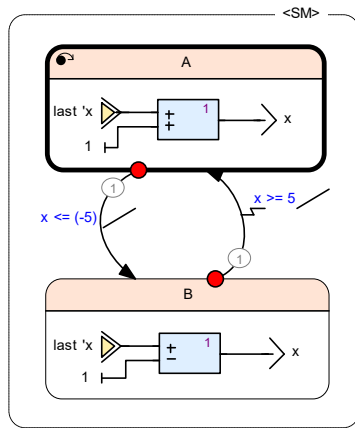 <SM>
A
last 'x
+
+
1
x
1
1
x <= (-5)
x >= 5
1
B
last 'x
+
−
1
x
1